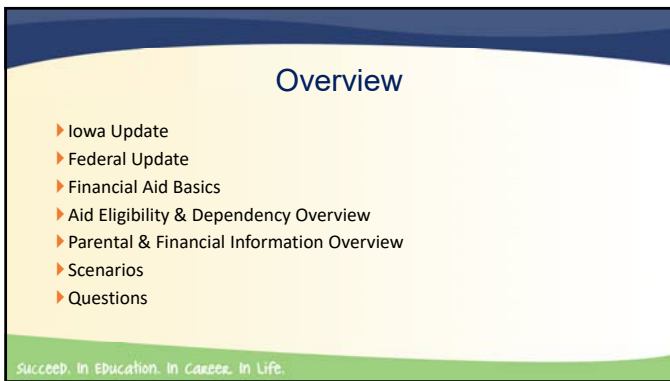 Overview
Iowa Update
Federal Update
Financial Aid Basics
Aid Eligibility & Dependency Overview
Parental & Financial Information Overview
Scenarios
Questions
Succeed. In Education. In Career. In Life.